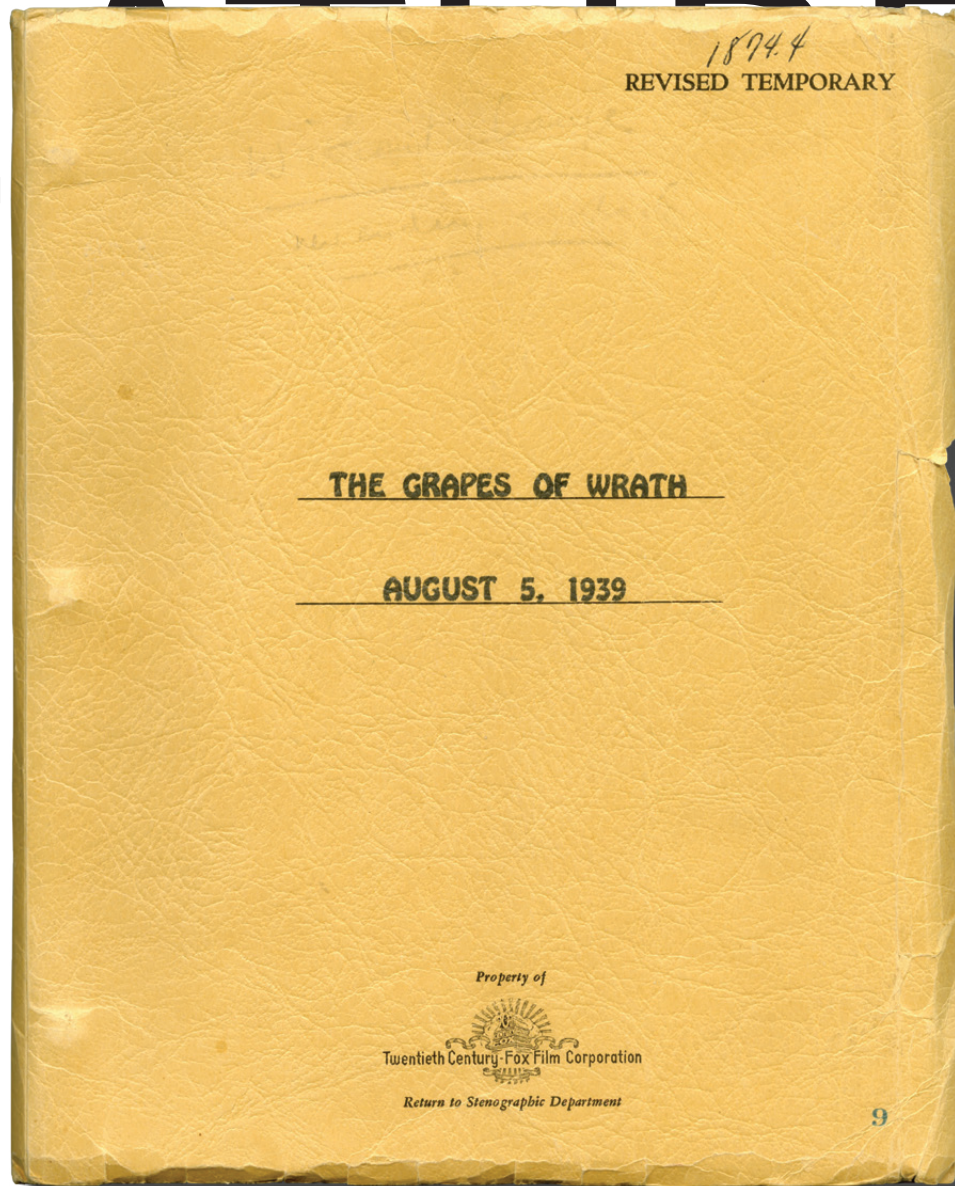 1874.4
REVISED TEMPORARY
THE GRAPES OF WRATH
AUGUST 5, 1939
Property of
Twentieth Century-Fox Film Corporation
Return to Stenographic Department
9